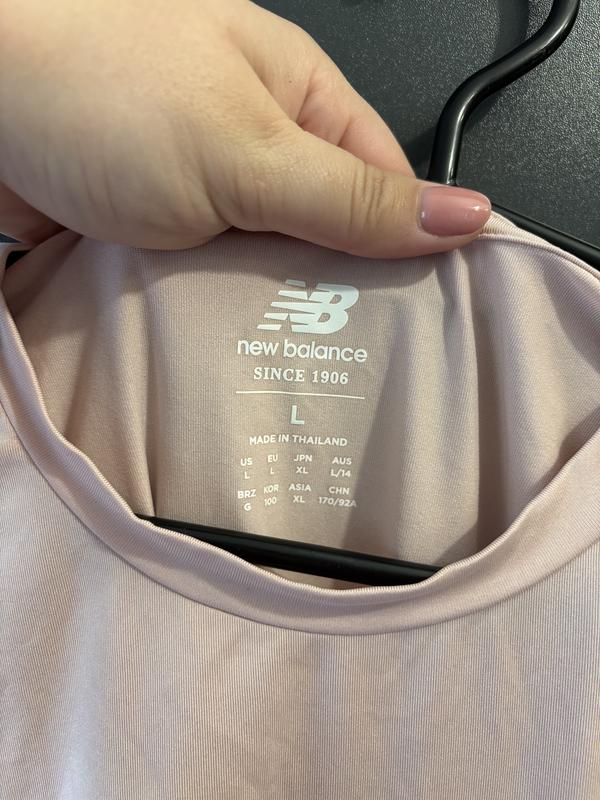 NB
new balance
SINCE 1906
L
MADE IN THAILAND
US EU JPN AUS
L L XL L/14
BRZ KOR ASIA CHN
G 100 XL 170/92A